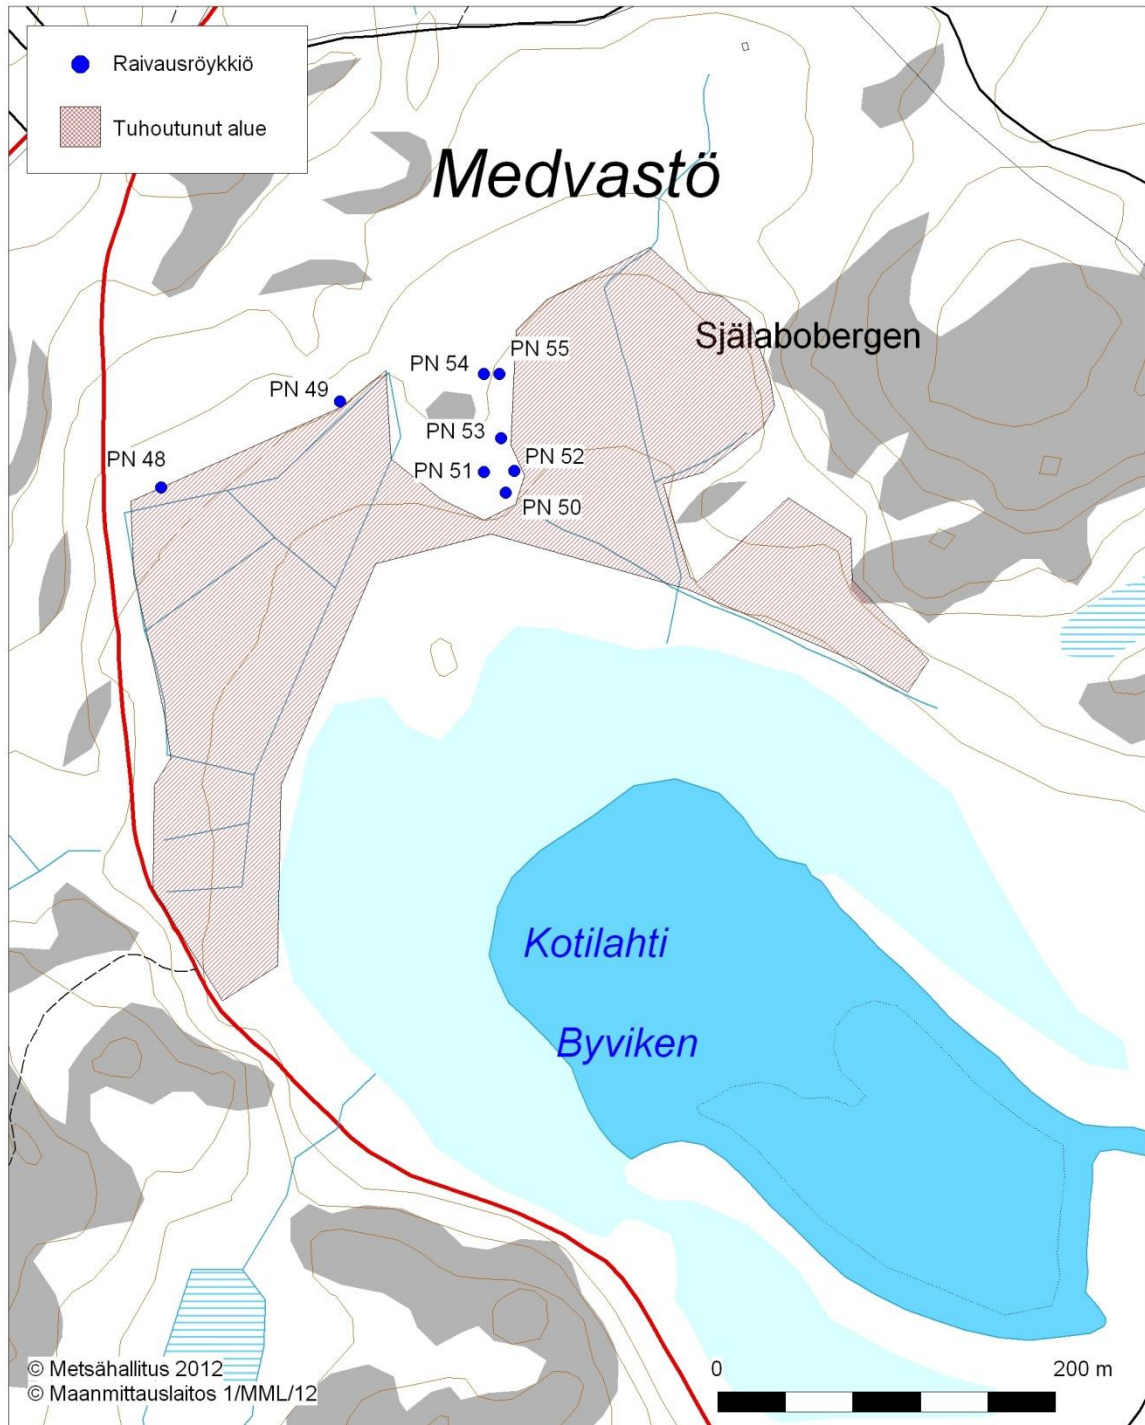 Raivausröykkiö
Tuhoutunut alue
Medvastö
Själabobergen
PN 54
PN 55
PN 49
PN 53
PN 48
PN 51
PN 52
PN 50
Kotilahti
Byviken
© Metsähallitus 2012
© Maanmittauslaitos 1/MML/12
0
200 m